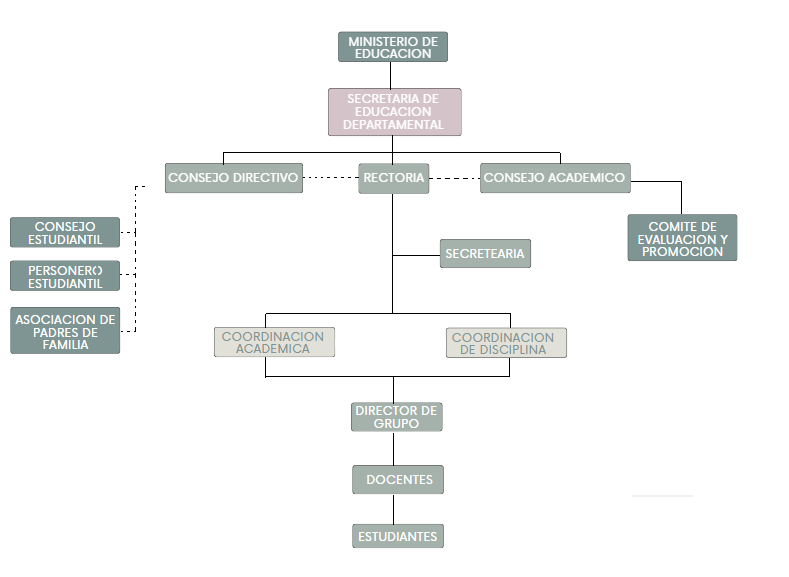 MINISTERIO DE
EDUCACION
SECRETARIA DE
EDUCACION
DEPARTAMENTAL
CONSEJO DIRECTIVO
RECTORIA
CONSEJO ACADEMICO
CONSEJO
ESTUDIANTIL
COMITE DE
EVALUACION Y
PROMOCION
SECRETEARIA
PERSONERO
ESTUDIANTIL
ASOCIACION DE
PADRES DE
FAMILIA
COORDINACION
ACADEMICA
COORDINACION
DE DISCIPLINA
DIRECTOR DE
GRUPO
DOCENTES
ESTUDIANTES